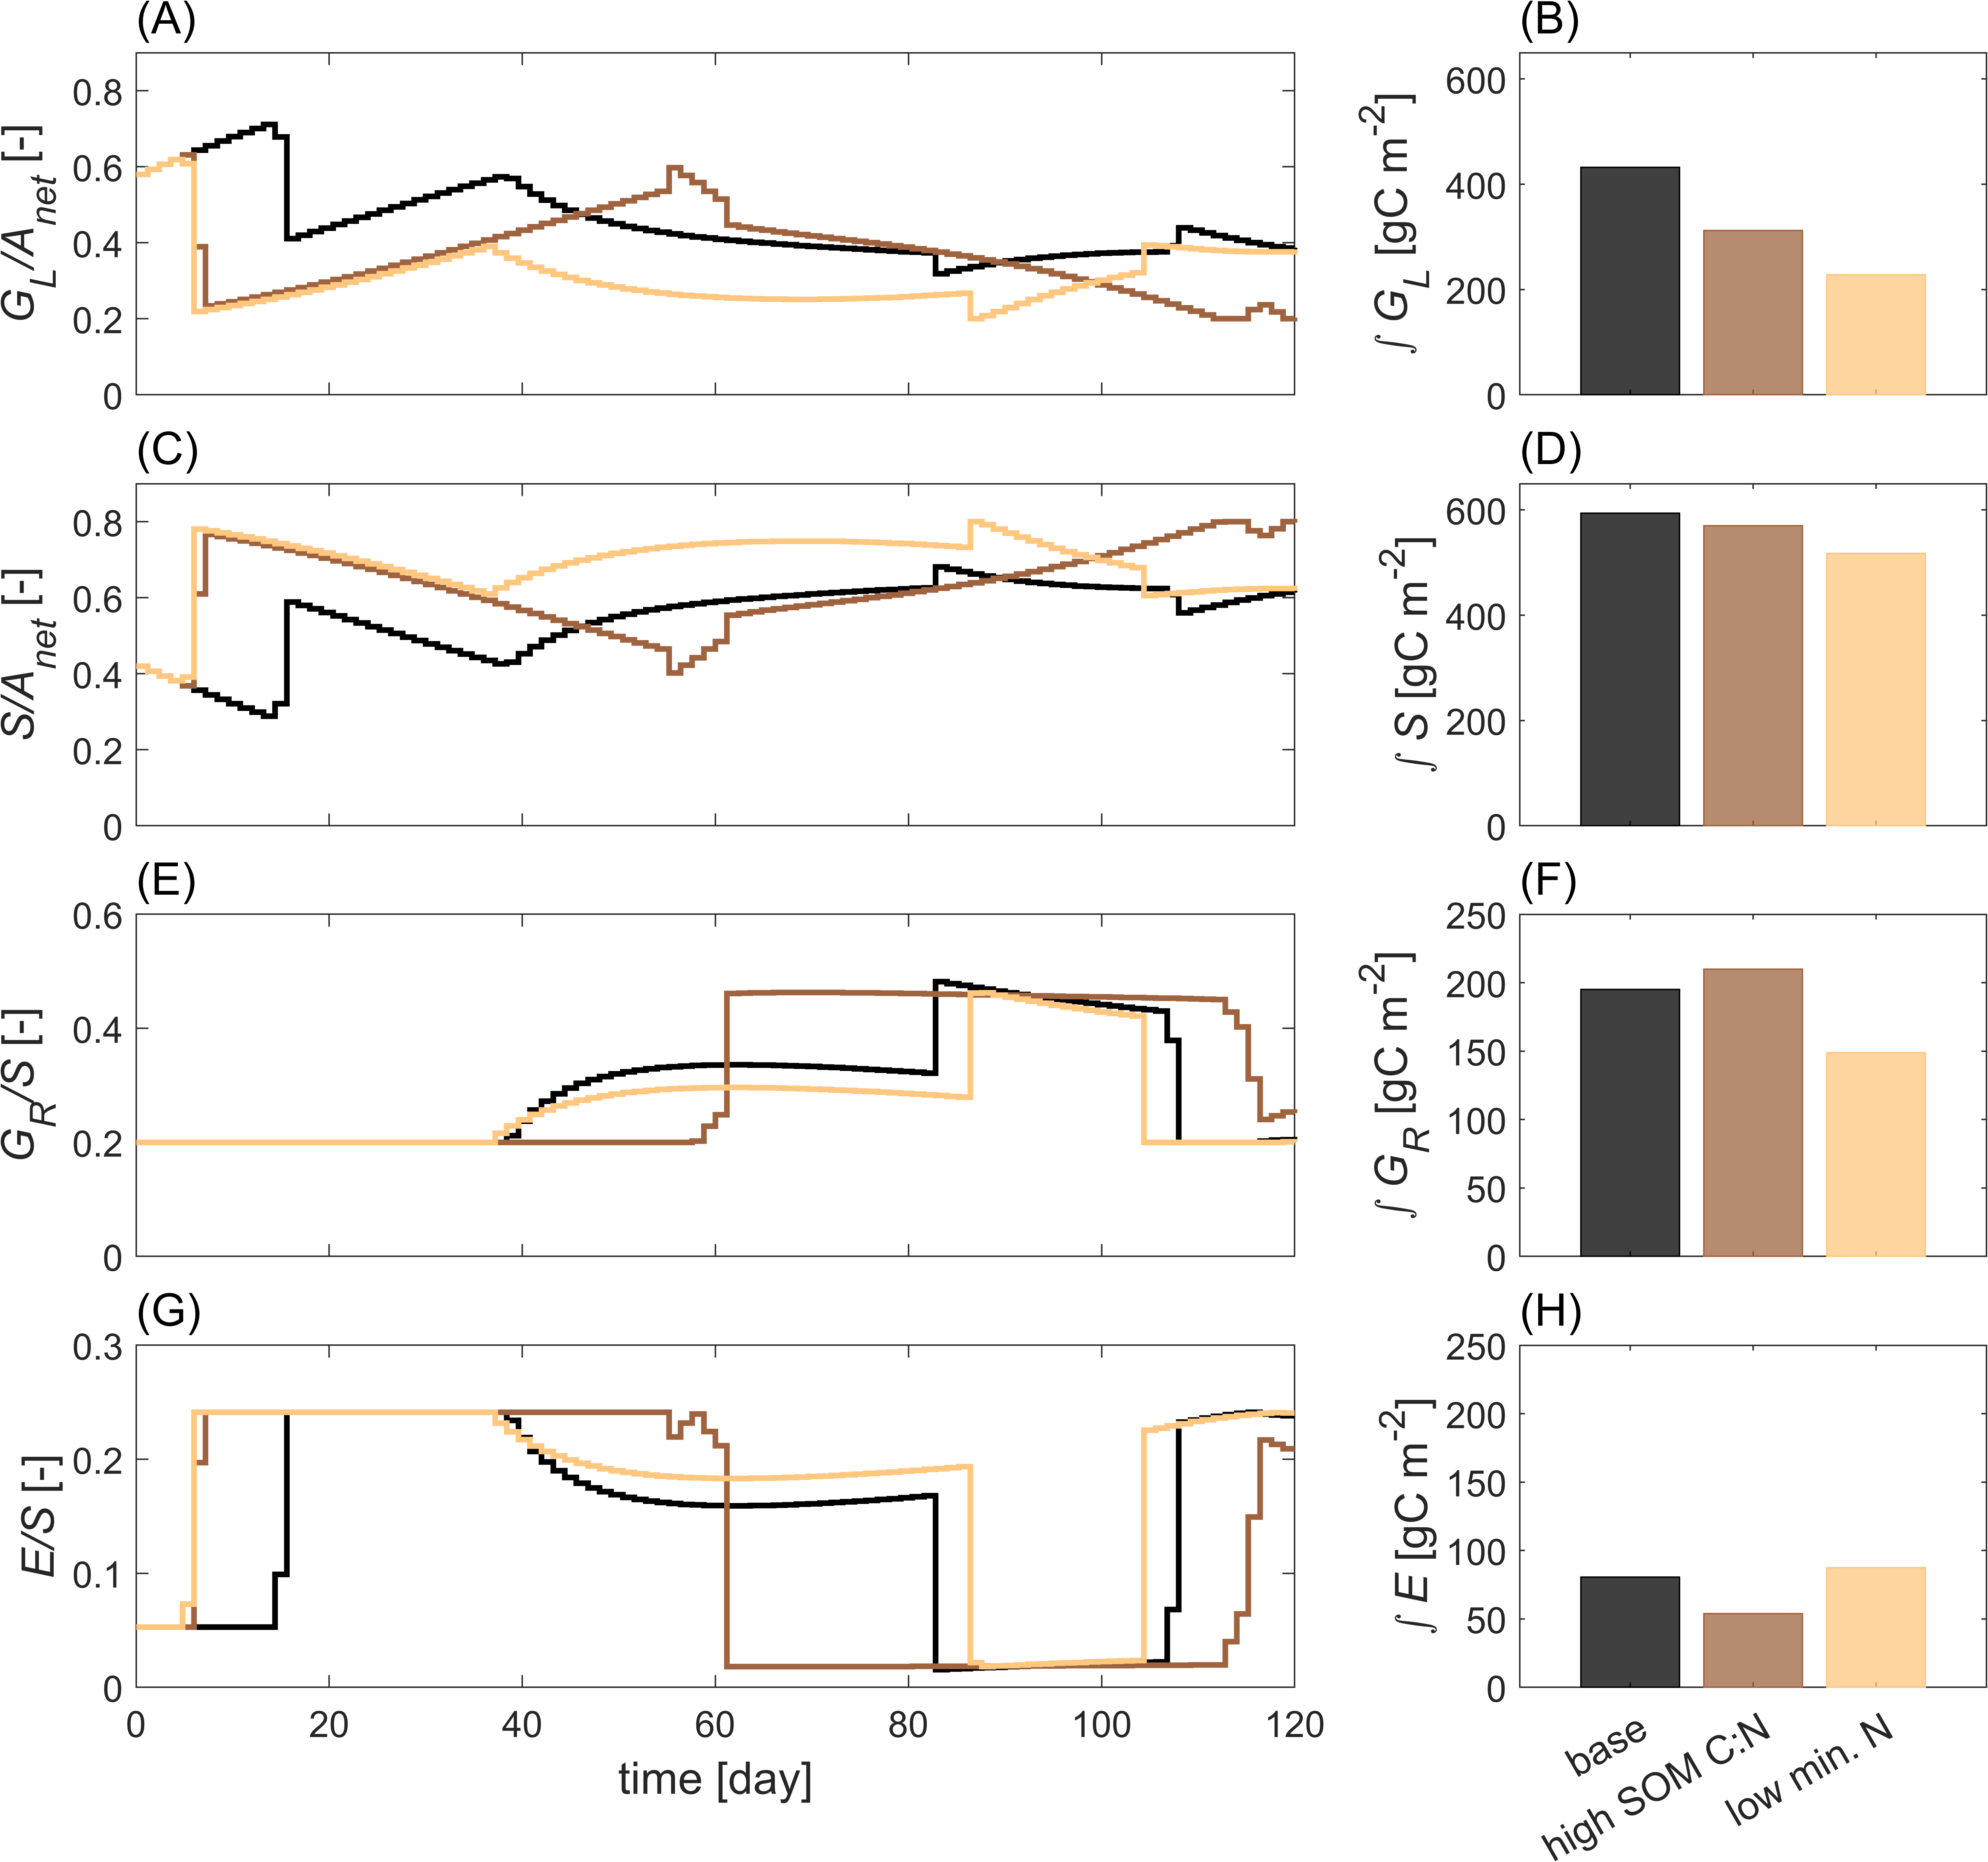 (A)
G_L/A_net [-]
0.8
0.6
0.4
0.2
0
(B)
∫ G_L [gC m^-2]
600
400
200
0
(C)
S/A_net [-]
0.8
0.6
0.4
0.2
0
(D)
∫ S [gC m^-2]
600
400
200
0
(E)
G_R/S [-]
0.6
0.4
0.2
0
(F)
∫ G_R [gC m^-2]
250
200
150
100
50
0
(G)
E/S [-]
0.3
0.2
0.1
0
0 20 40 60 80 100 120
time [day]
(H)
∫ E [gC m^-2]
250
200
150
100
50
0
base
high SOM C:N
low min. N